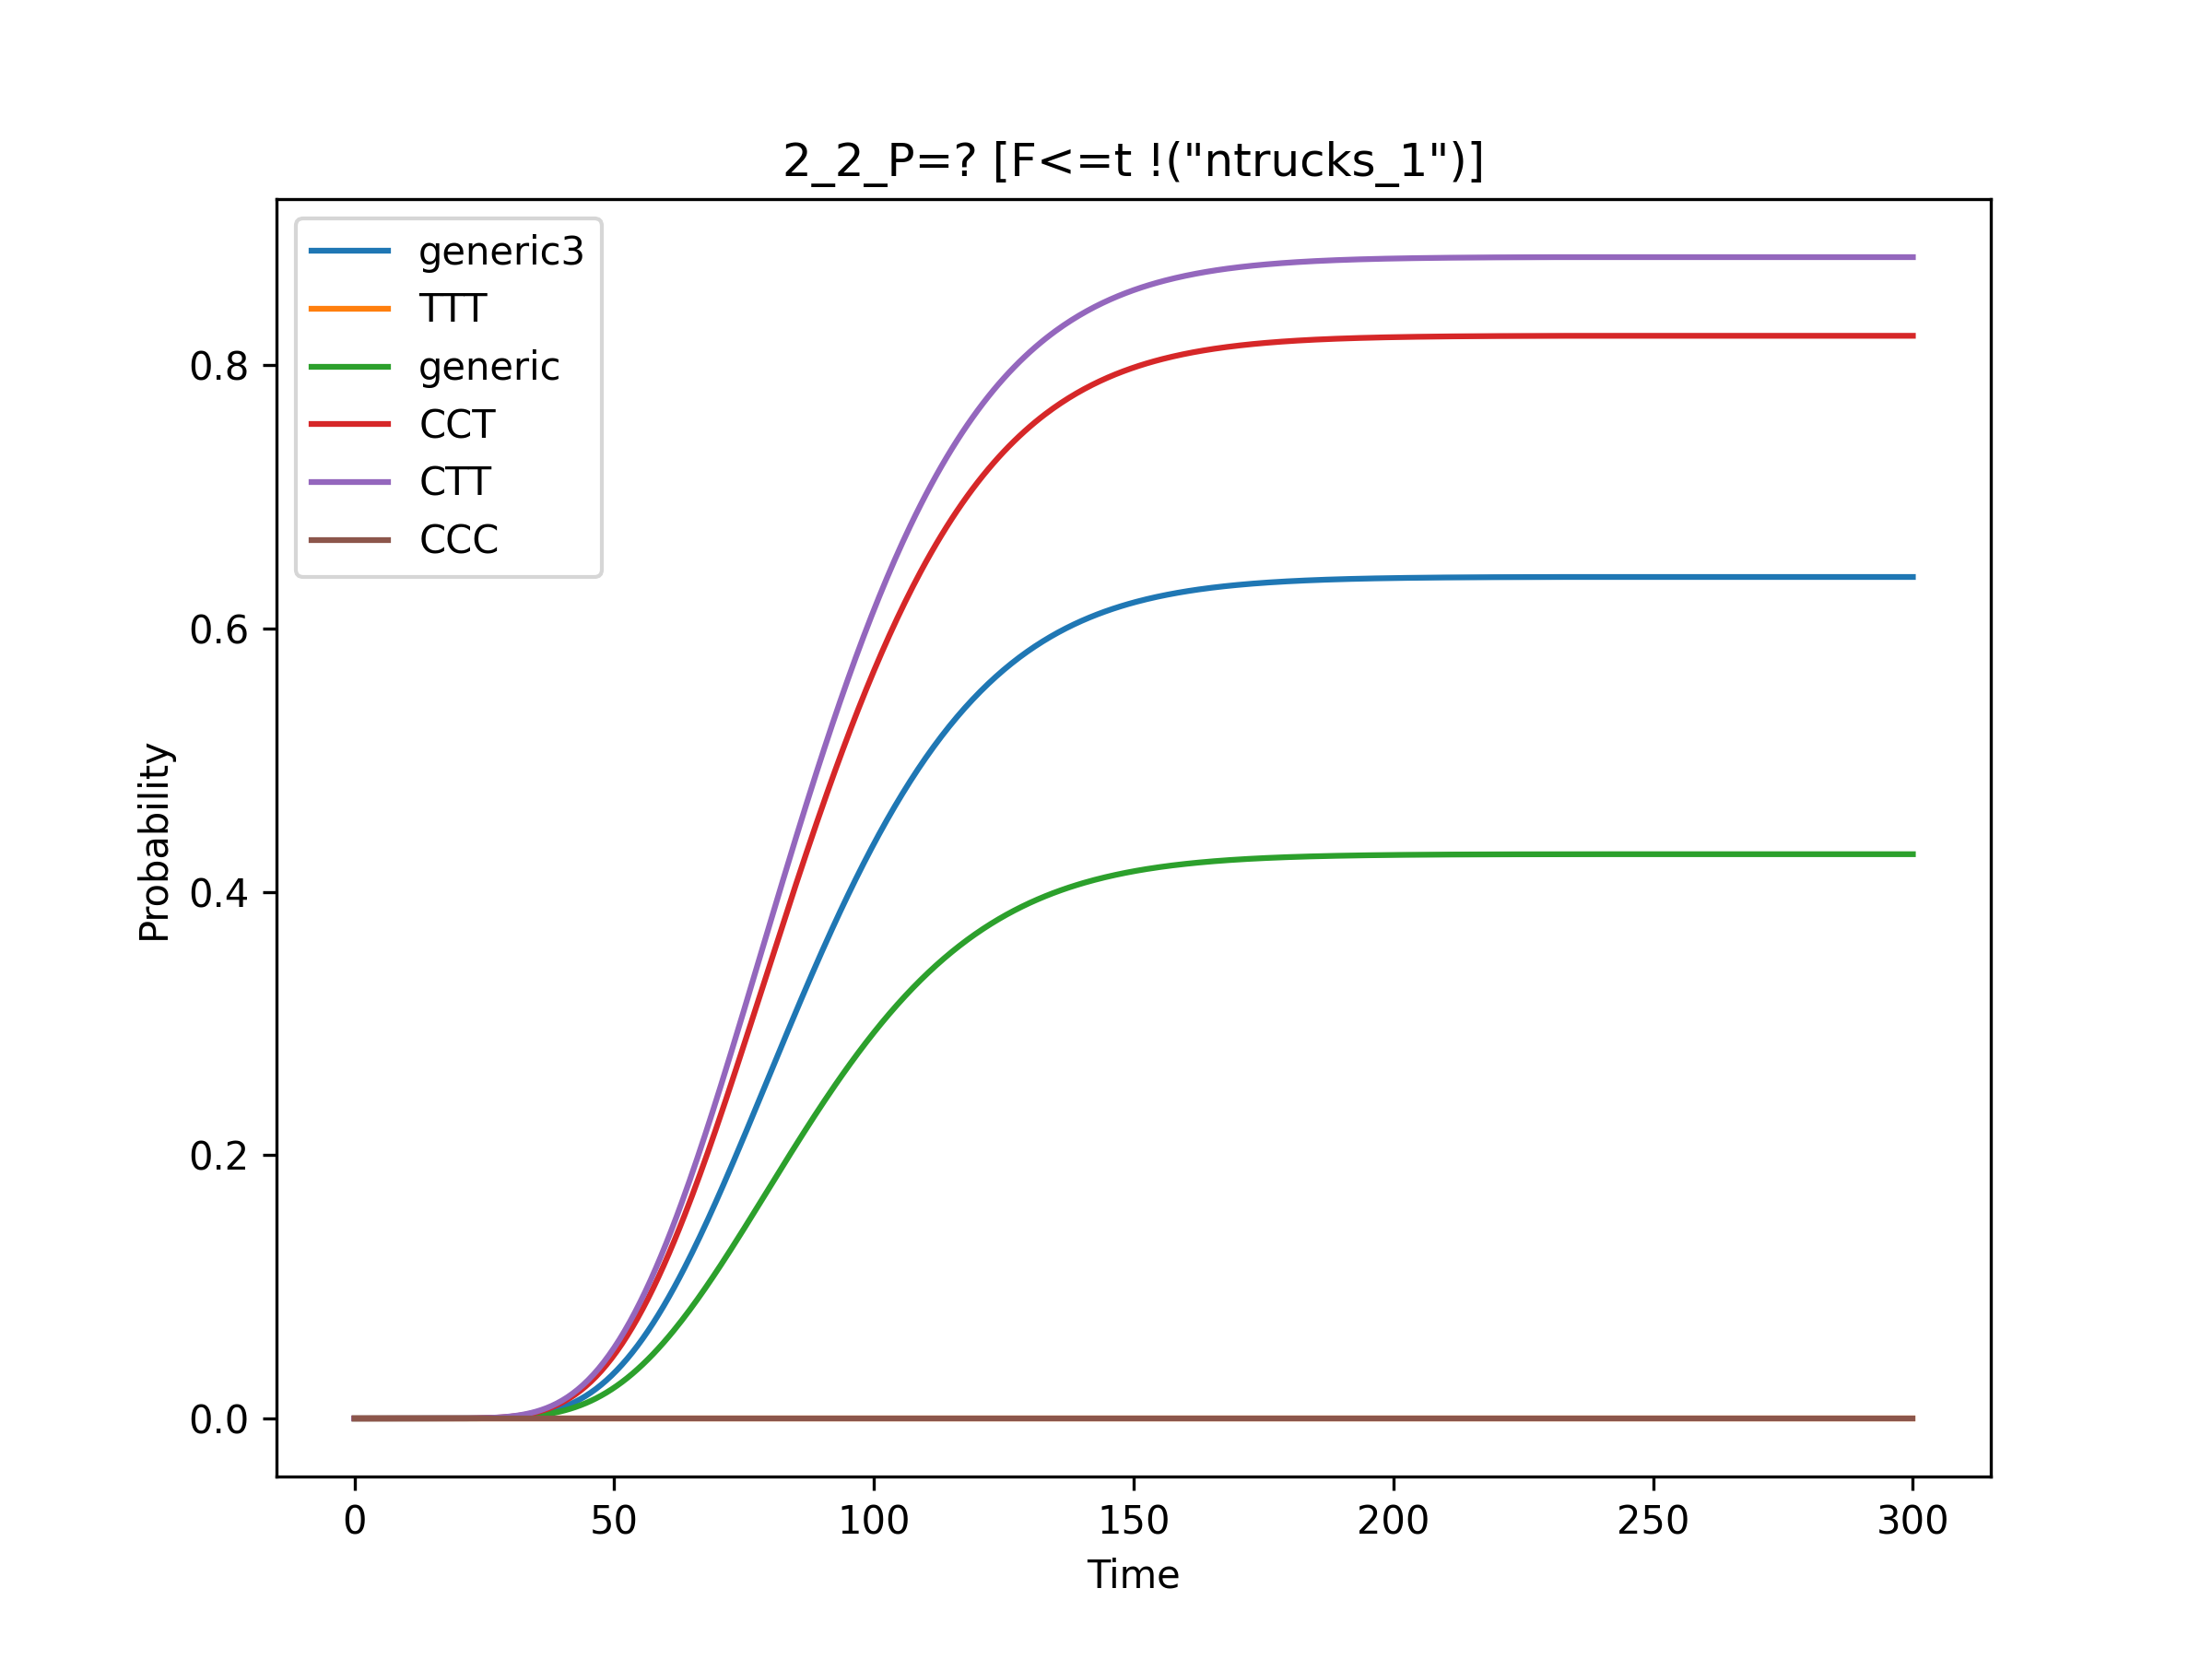 2_2_P=? [F<=t !("ntrucks_1")]
generic3
TTT
generic
CCT
CTT
CCC
Probability
0.8
0.6
0.4
0.2
0.0
0 50 100 150 200 250 300
Time